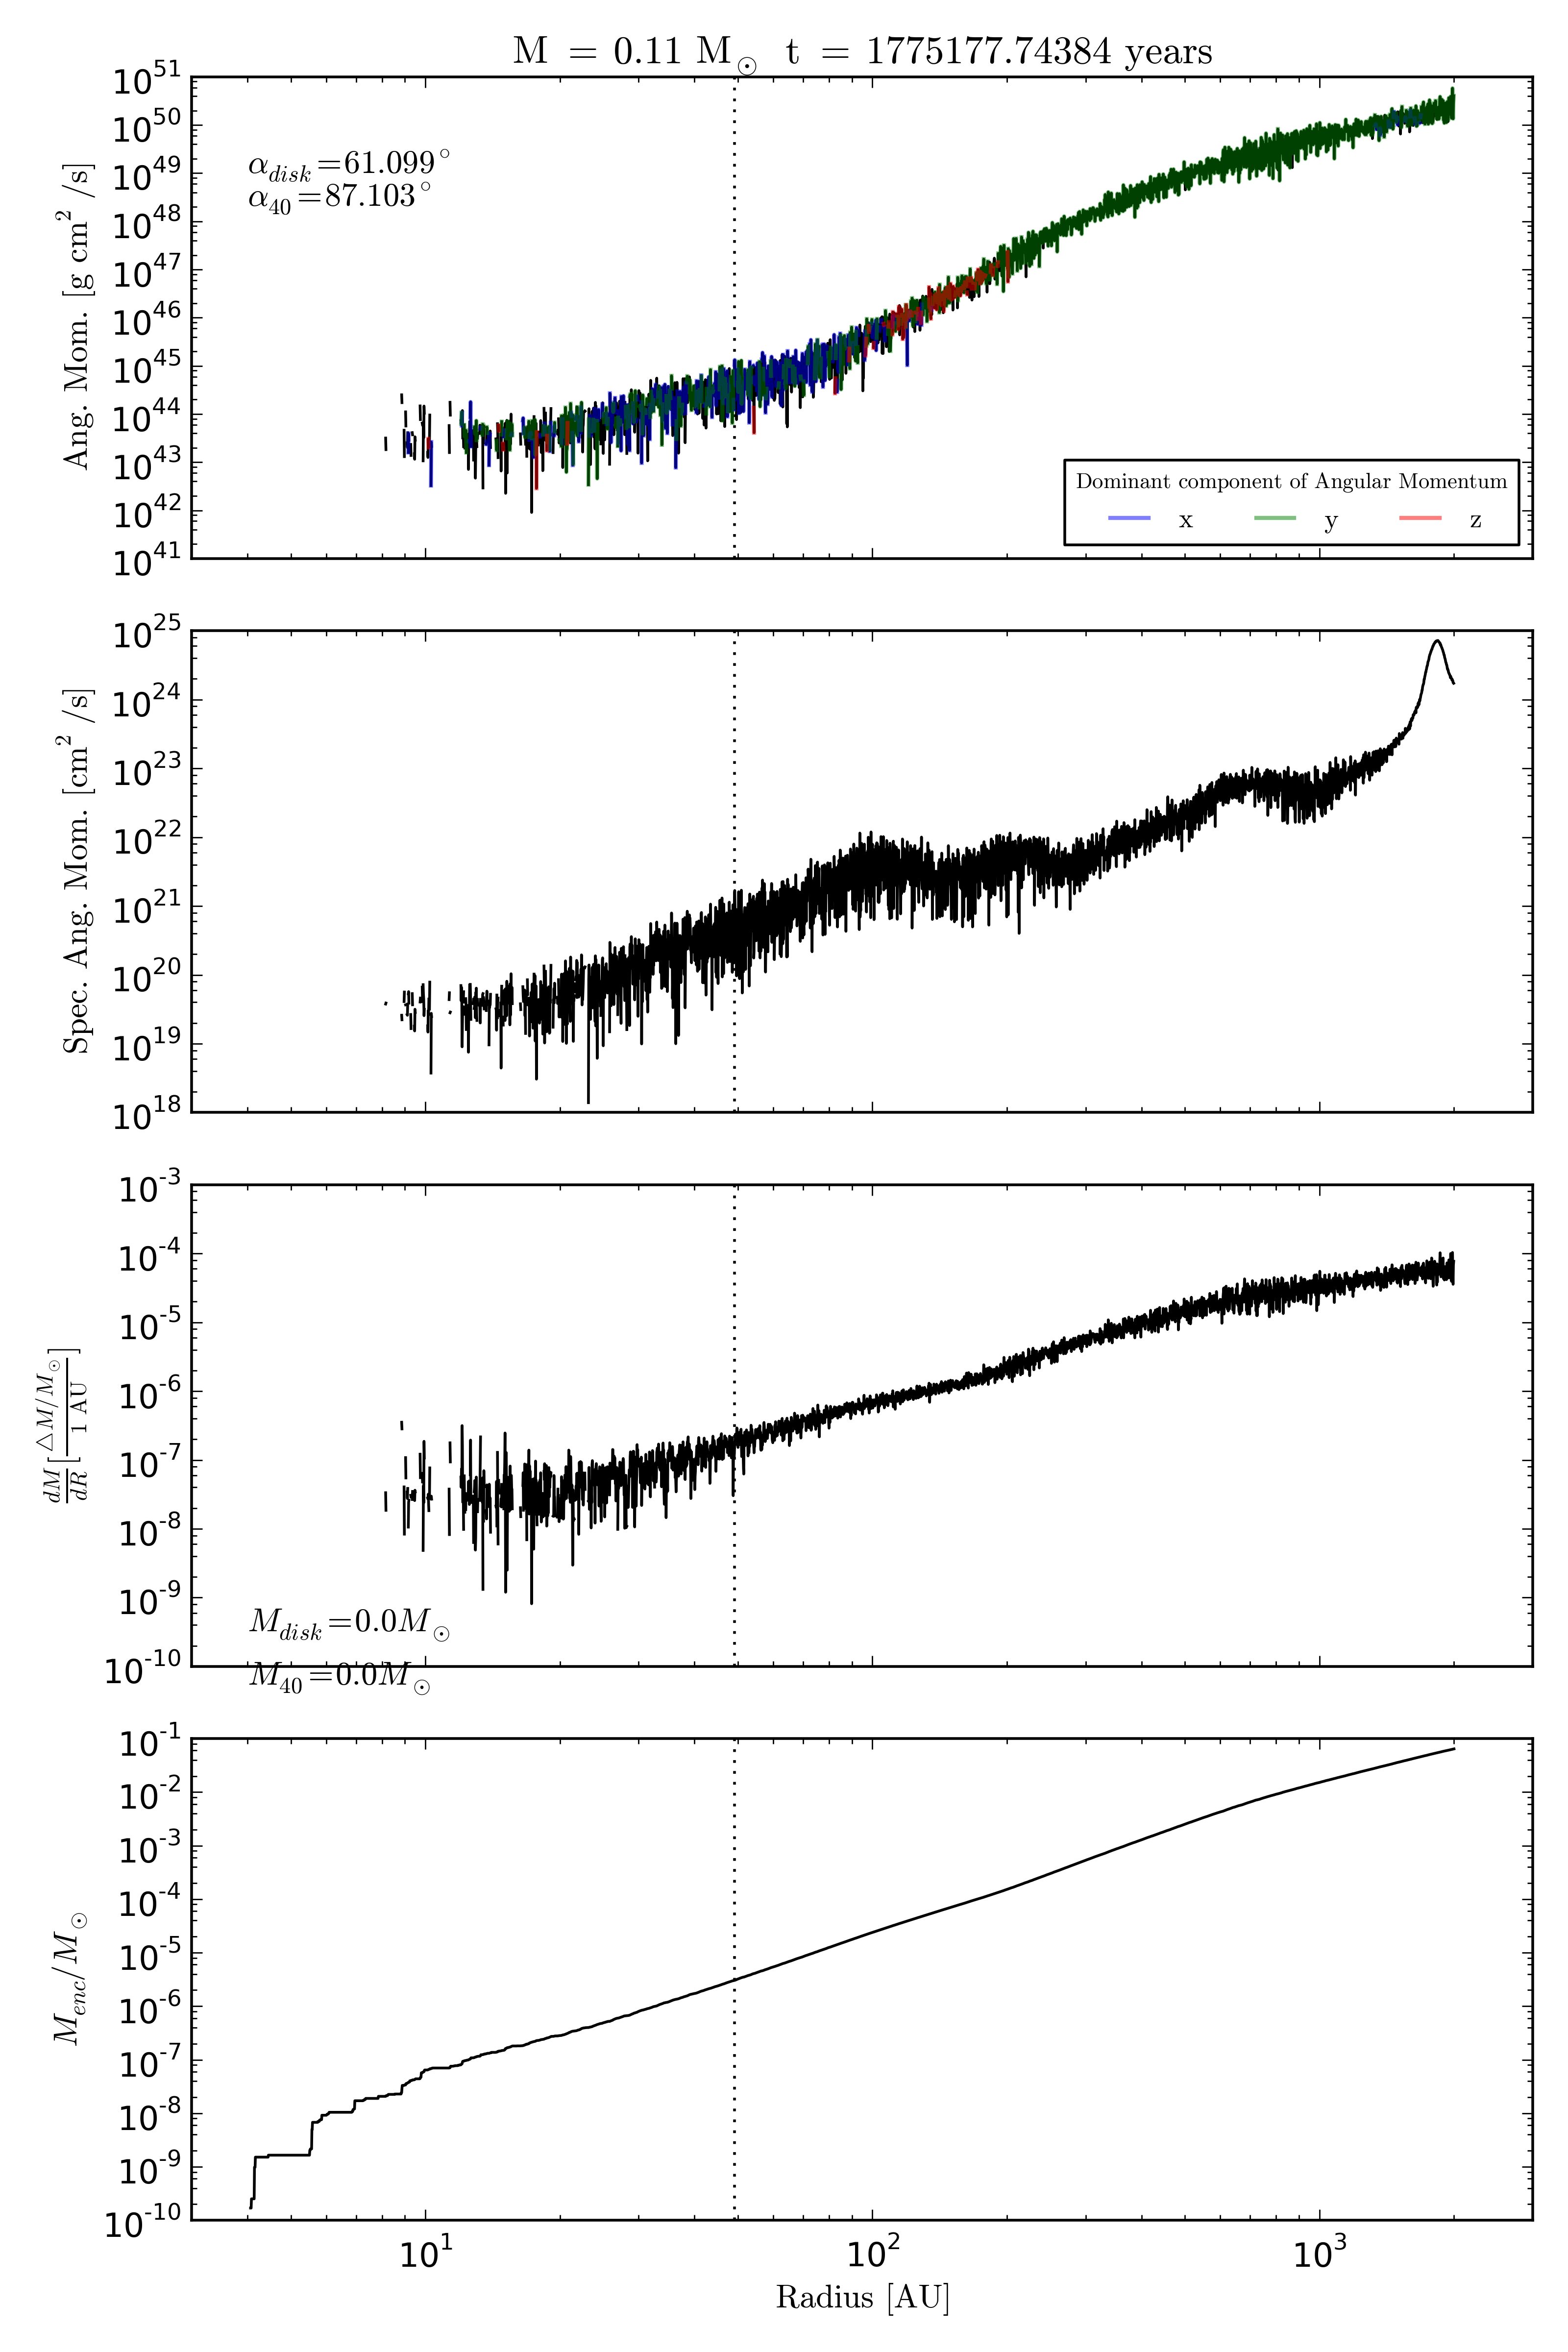 M = 0.11 M⊙ t = 1775177.74384 years
10^51
10^50
10^49
10^48
10^47
10^46
10^45
10^44
10^43
10^42
10^41
Ang. Mom. [g cm^2 /s]
α_disk=61.099°
α_40=87.103°
Dominant component of Angular Momentum
x y z
10^25
10^24
10^23
10^22
10^21
10^20
10^19
10^18
Spec. Ang. Mom. [cm^2 /s]
10^-3
10^-4
10^-5
10^-6
10^-7
10^-8
10^-9
10^-10
dM/dR [△M/M⊙ / 1 AU]
M_disk=0.0M⊙
M_40=0.0M⊙
10^-1
10^-2
10^-3
10^-4
10^-5
10^-6
10^-7
10^-8
10^-9
10^-10
M_enc/M⊙
10^1 10^2 10^3
Radius [AU]